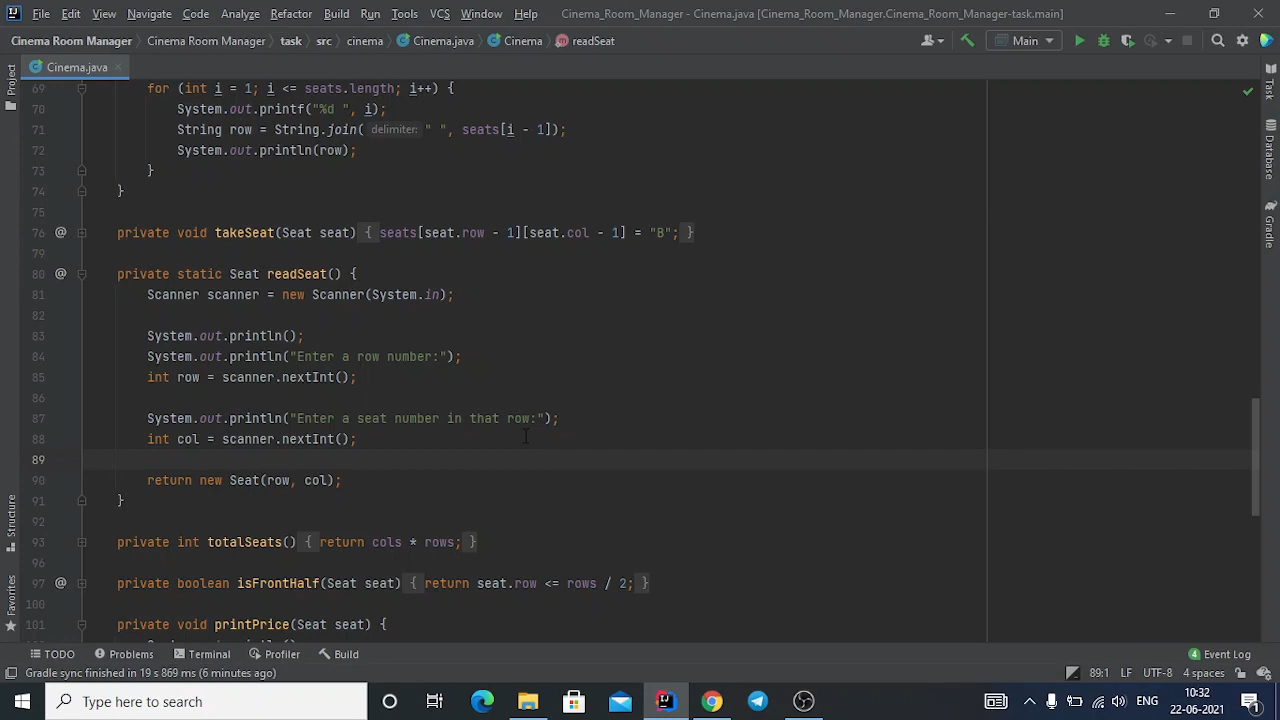 File Edit View Navigate Code Analyze Refactor Build Run Tools VCS Window Help Cinema_Room_Manager - Cinema.java [Cinema_Room_Manager.Cinema_Room_Manager-task.main]
Cinema Room Manager Cinema Room Manager task src cinema Cinema.java Cinema readSeat Main
Project
Cinema.java
69 for (int i = 1; i <= seats.length; i++) {
70 System.out.printf("%d ", i);
71 String row = String.join( delimiter: " ", seats[i - 1]);
72 System.out.println(row);
73 }
74 }
75
76 @ private void takeSeat(Seat seat) { seats[seat.row - 1][seat.col - 1] = "B"; }
79
80 @ private static Seat readSeat() {
81 Scanner scanner = new Scanner(System.in);
82
83 System.out.println();
84 System.out.println("Enter a row number:");
85 int row = scanner.nextInt();
86
87 System.out.println("Enter a seat number in that row:");
88 int col = scanner.nextInt();
89
90 return new Seat(row, col);
91 }
92
93 private int totalSeats() { return cols * rows; }
96
97 @ private boolean isFrontHalf(Seat seat) { return seat.row <= rows / 2; }
100
101 private void printPrice(Seat seat) {
Structure
Favorites
Task
Database
Gradle
TODO Problems Terminal Profiler Build 4 Event Log
Gradle sync finished in 19 s 869 ms (6 minutes ago) 89:1 LF UTF-8 4 spaces
Type here to search ENG 10:32
22-06-2021 1